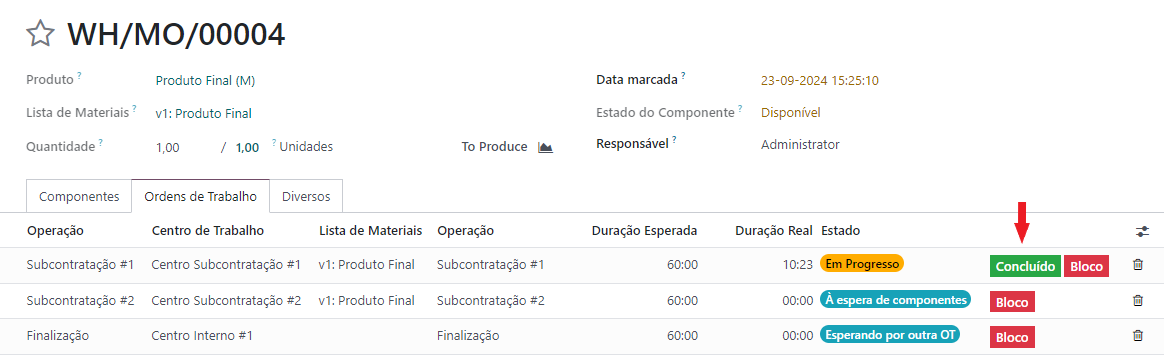 WH/MO/00004
Produto ? Produto Final (M) Data marcada ? 23-09-2024 15:25:10
Lista de Materiais ? v1: Produto Final Estado do Componente ? Disponível
Quantidade ? 1,00 / 1,00 ? Unidades To Produce Responsável ? Administrator
Componentes Ordens de Trabalho Diversos
Operação Centro de Trabalho Lista de Materiais Operação Duração Esperada Duração Real Estado
Subcontratação #1 Centro Subcontratação #1 v1: Produto Final Subcontratação #1 60:00 10:23 Em Progresso Concluído Bloco
Subcontratação #2 Centro Subcontratação #2 v1: Produto Final Subcontratação #2 60:00 00:00 À espera de componentes Bloco
Finalização Centro Interno #1 Finalização 60:00 00:00 Esperando por outra OT Bloco